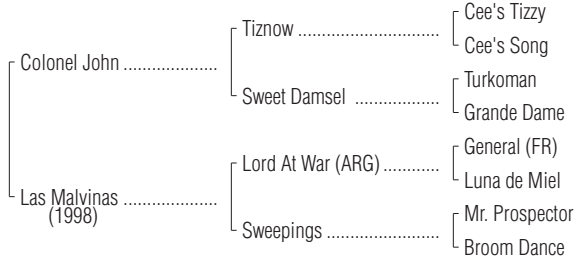 Cee's Tizzy
Tiznow ................................
Cee's Song
Colonel John ....................
Turkoman
Sweet Damsel ...................
Grande Dame
General (FR)
Lord At War (ARG) ............
Luna de Miel
Las Malvinas .....................
(1998)
Mr. Prospector
Sweepings .........................
Broom Dance